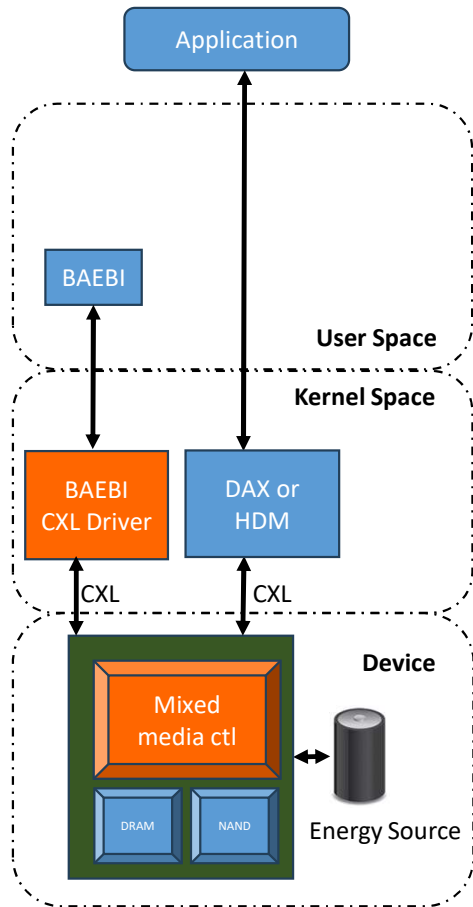 Application
BAEBI
User Space
Kernel Space
BAEBI
CXL Driver
DAX or
HDM
CXL
CXL
Device
Mixed
media ctl
DRAM
NAND
Energy Source